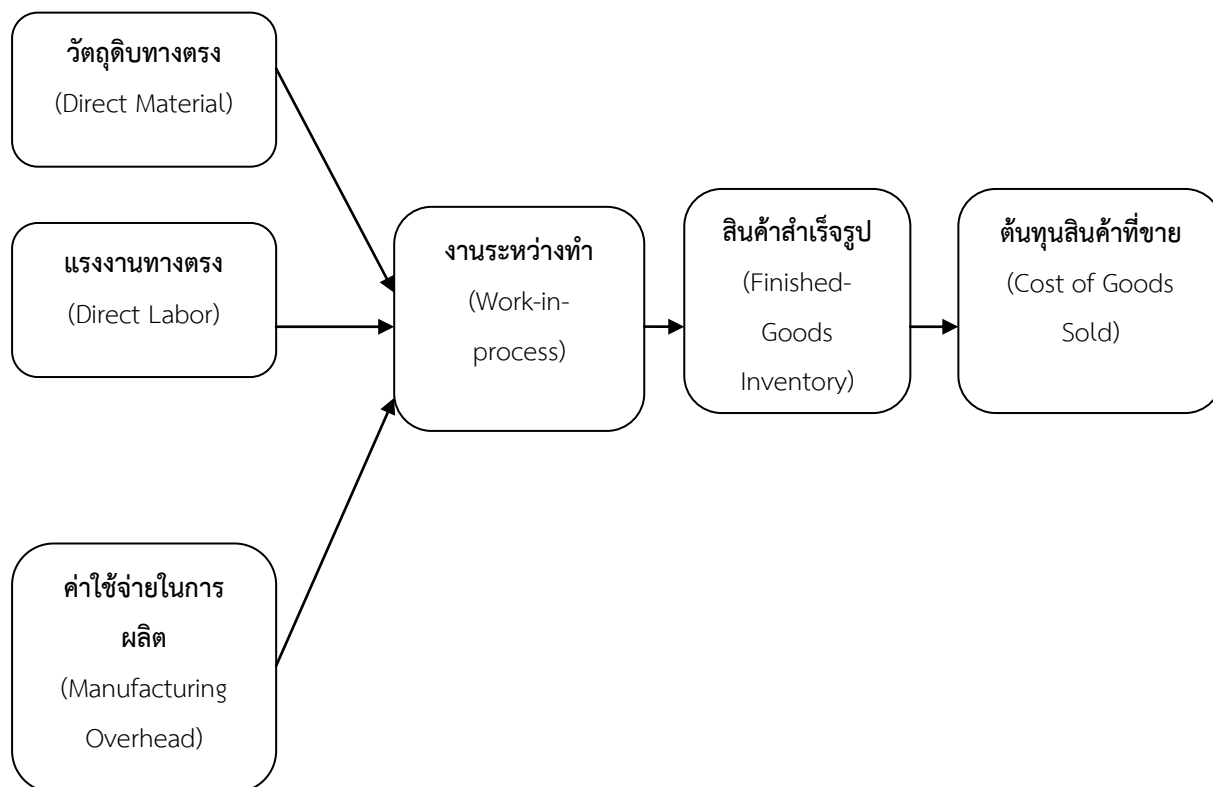 วัตถุดิบทางตรง
(Direct Material)
แรงงานทางตรง
(Direct Labor)
ค่าใช้จ่ายในการ
ผลิต
(Manufacturing
Overhead)
งานระหว่างทำ
(Work-in-
process)
สินค้าสำเร็จรูป
(Finished-
Goods
Inventory)
ต้นทุนสินค้าที่ขาย
(Cost of Goods
Sold)